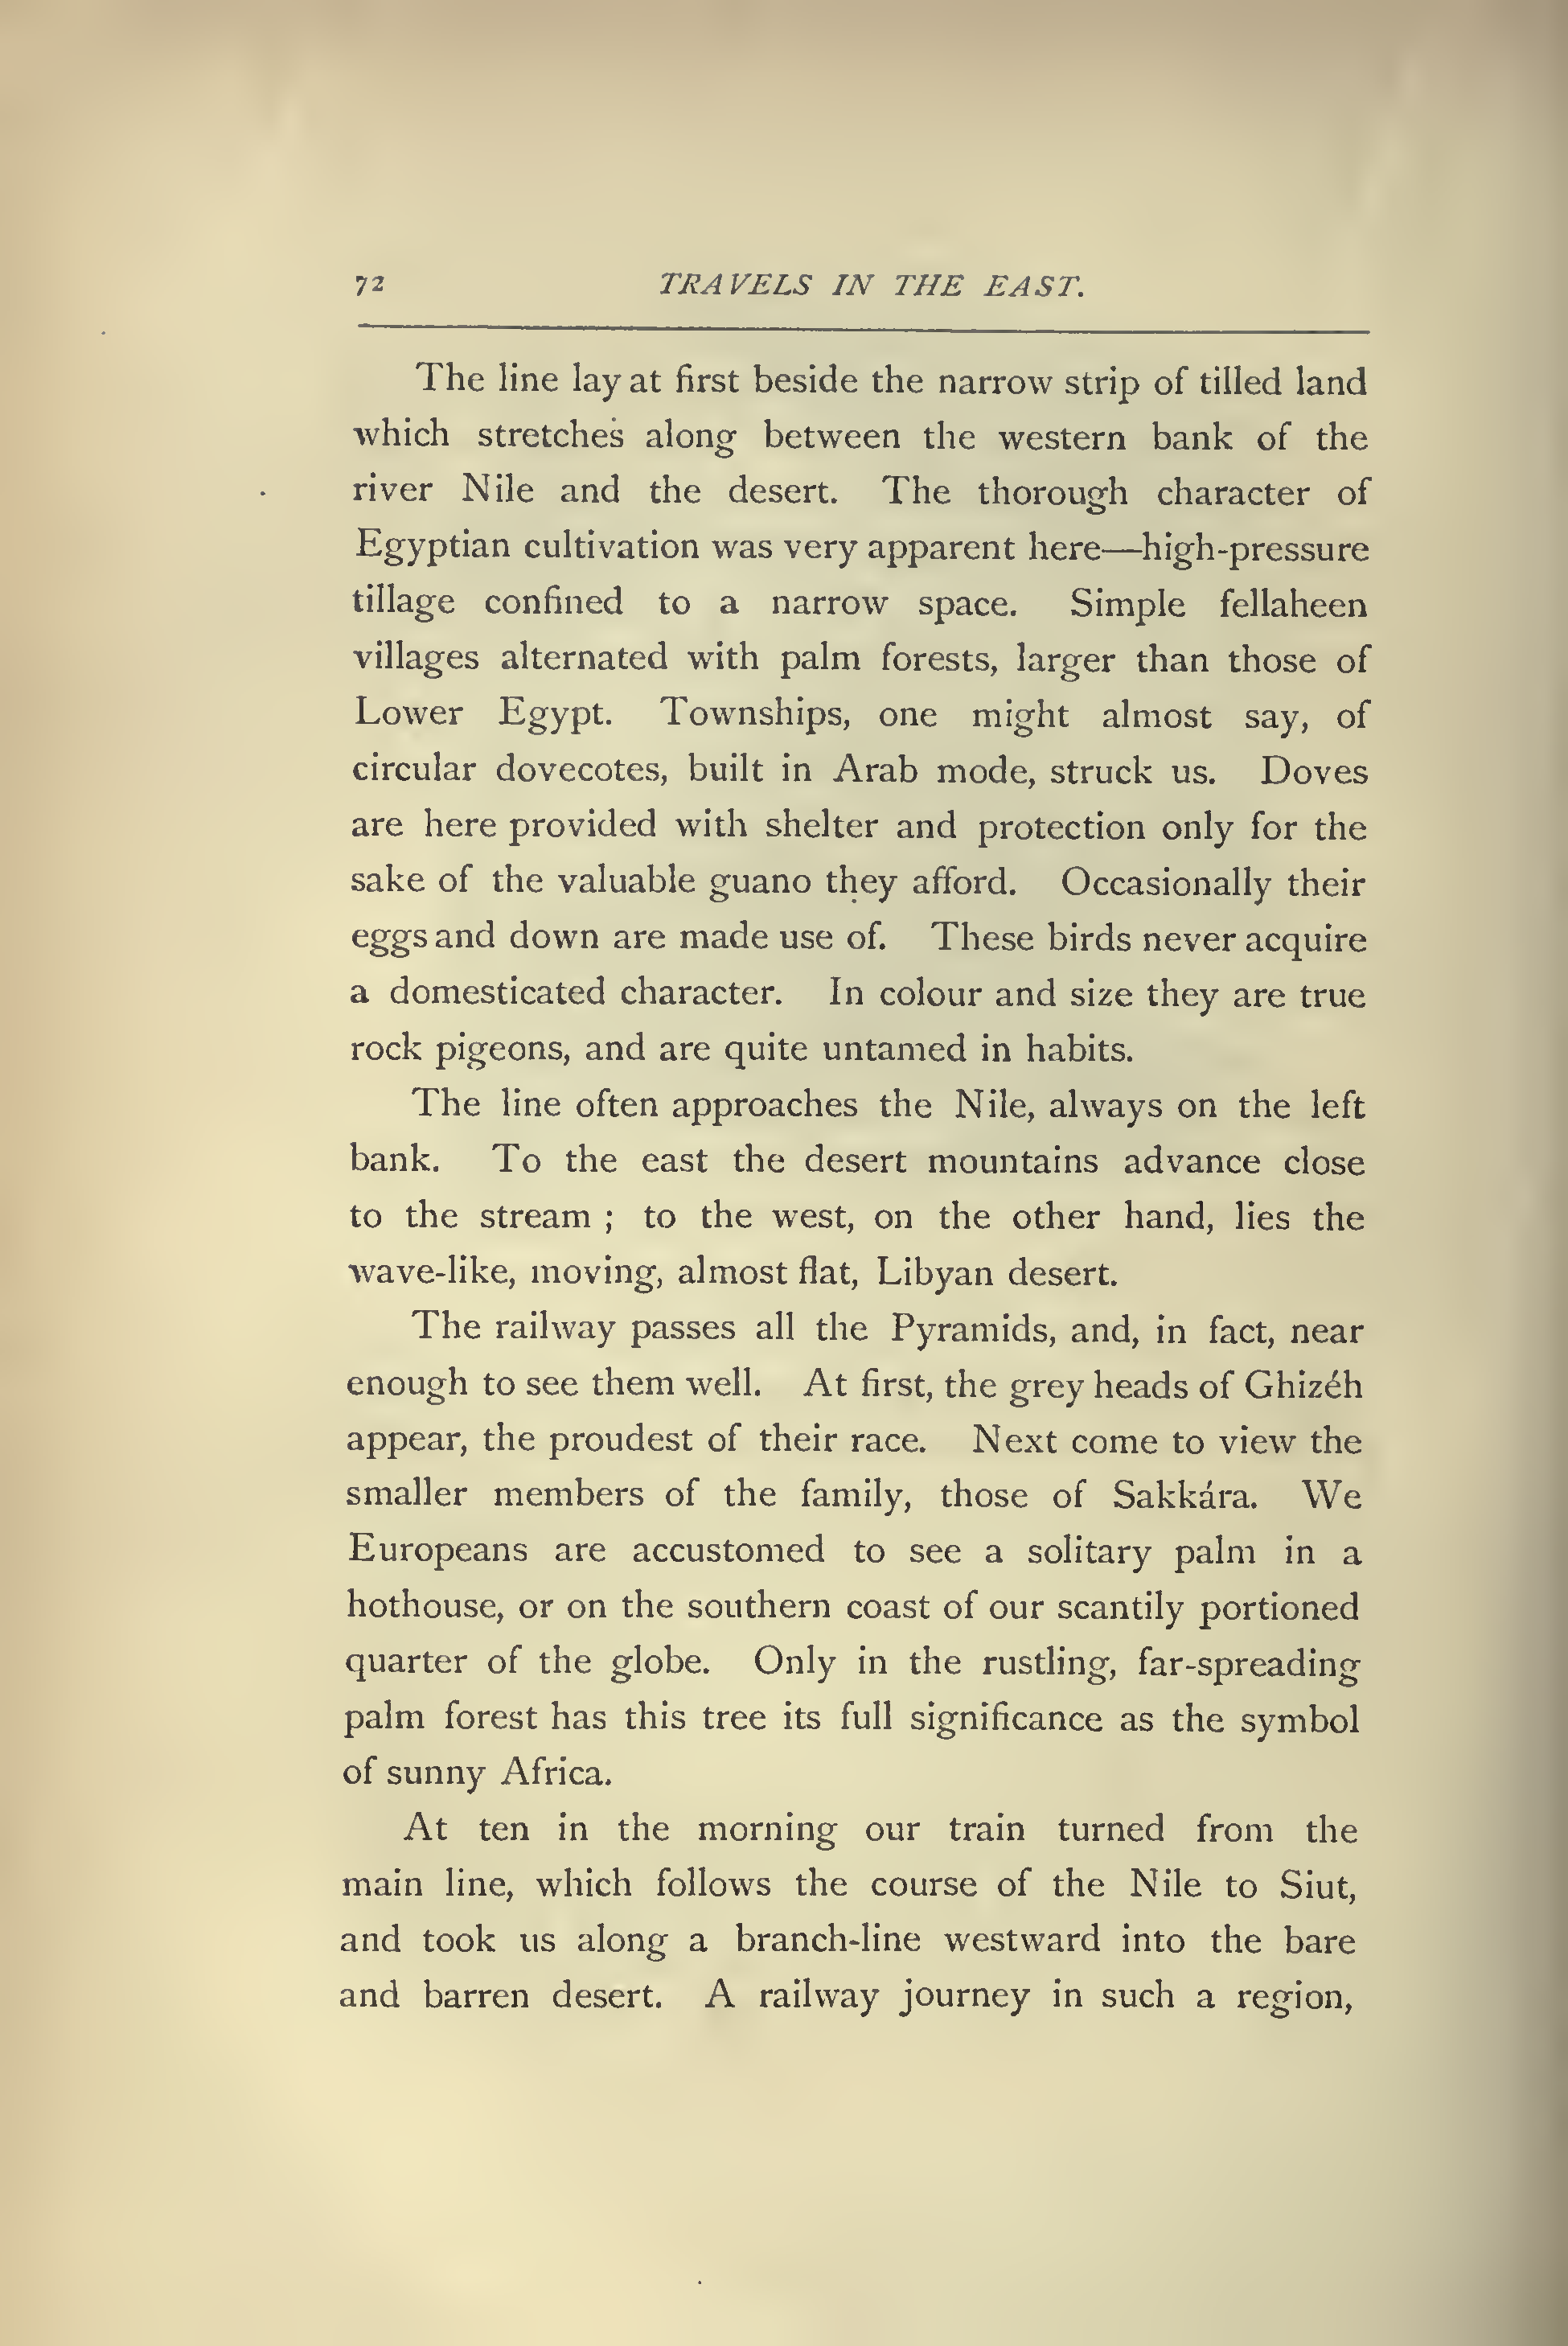 72 TRAVELS IN THE EAST.
The line lay at first beside the narrow strip of tilled land
which stretches along between the western bank of the
river Nile and the desert. The thorough character of
Egyptian cultivation was very apparent here—high-pressure
tillage confined to a narrow space. Simple fellaheen
villages alternated with palm forests, larger than those of
Lower Egypt. Townships, one might almost say, of
circular dovecotes, built in Arab mode, struck us. Doves
are here provided with shelter and protection only for the
sake of the valuable guano they afford. Occasionally their
eggs and down are made use of. These birds never acquire
a domesticated character. In colour and size they are true
rock pigeons, and are quite untamed in habits.
The line often approaches the Nile, always on the left
bank. To the east the desert mountains advance close
to the stream ; to the west, on the other hand, lies the
wave-like, moving, almost flat, Libyan desert.
The railway passes all the Pyramids, and, in fact, near
enough to see them well. At first, the grey heads of Ghizéh
appear, the proudest of their race. Next come to view the
smaller members of the family, those of Sakkára. We
Europeans are accustomed to see a solitary palm in a
hothouse, or on the southern coast of our scantily portioned
quarter of the globe. Only in the rustling, far-spreading
palm forest has this tree its full significance as the symbol
of sunny Africa.
At ten in the morning our train turned from the
main line, which follows the course of the Nile to Siut,
and took us along a branch-line westward into the bare
and barren desert. A railway journey in such a region,